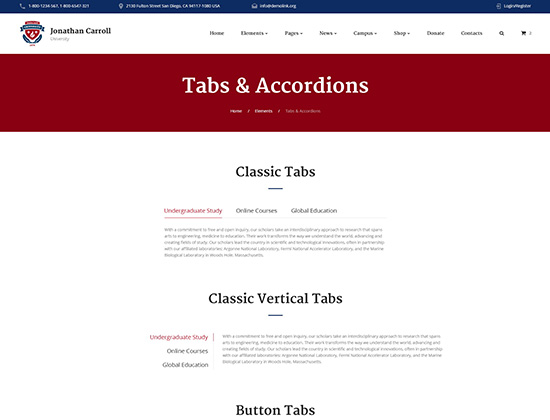 1-800-1234-567, 1-800-6547-321
2130 Fulton Street San Diego, CA 94117-1080 USA
info@demolink.org
Login/Register
Jonathan Carroll
University
Home Elements Pages News Campus Shop Donate Contacts
Tabs & Accordions
Home / Elements / Tabs & Accordions
Classic Tabs
Undergraduate Study Online Courses Global Education
With a commitment to free and open inquiry, our scholars take an interdisciplinary approach to research that spans
arts to engineering, medicine to education. Their work transforms the way we understand the world, advancing and
creating fields of study. Our scholars lead the country in scientific and technological innovations, often in partnership
with our affiliated laboratories: Argonne National Laboratory, Fermi National Accelerator Laboratory, and the Marine
Biological Laboratory in Woods Hole, Massachusetts.
Classic Vertical Tabs
Undergraduate Study
Online Courses
Global Education
With a commitment to free and open inquiry, our scholars take an interdisciplinary approach to research that spans
arts to engineering, medicine to education. Their work transforms the way we understand the world, advancing and
creating fields of study. Our scholars lead the country in scientific and technological innovations, often in partnership
with our affiliated laboratories: Argonne National Laboratory, Fermi National Accelerator Laboratory, and the Marine
Biological Laboratory in Woods Hole, Massachusetts.
Button Tabs